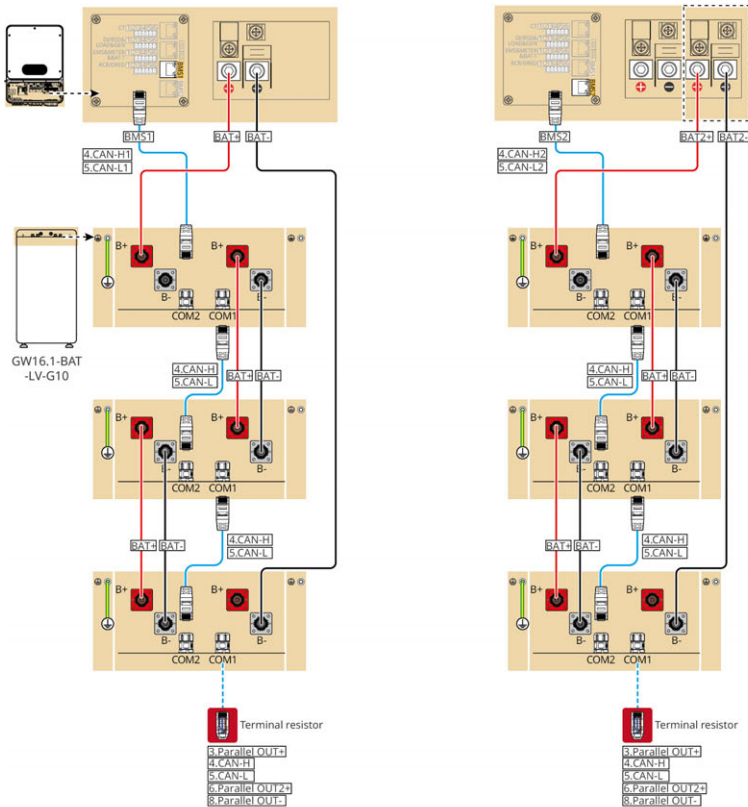 BMS1
BAT+
BAT-
4.CAN-H1
5.CAN-L1
B+
B+
B-
B-
COM2
COM1
GW16.1-BAT
-LV-G10
4.CAN-H
5.CAN-L
BAT+
BAT-
B+
B+
B-
B-
COM2
COM1
BAT+
BAT-
4.CAN-H
5.CAN-L
B+
B+
B-
B-
COM2
COM1
Terminal resistor
3.Parallel OUT+
4.CAN-H
5.CAN-L
6.Parallel OUT2+
8.Parallel OUT-
BMS2
BAT2+
BAT2-
4.CAN-H2
5.CAN-L2
B+
B+
B-
B-
COM2
COM1
4.CAN-H
5.CAN-L
BAT+
BAT-
B+
B+
B-
B-
COM2
COM1
BAT+
BAT-
4.CAN-H
5.CAN-L
B+
B+
B-
B-
COM2
COM1
Terminal resistor
3.Parallel OUT+
4.CAN-H
5.CAN-L
6.Parallel OUT2+
8.Parallel OUT-